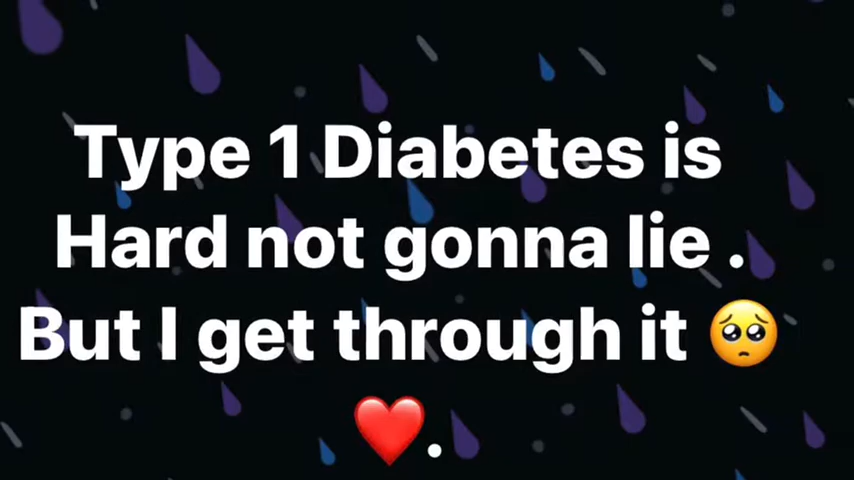 Type 1 Diabetes is
Hard not gonna lie .
But I get through it 🥺
❤️.